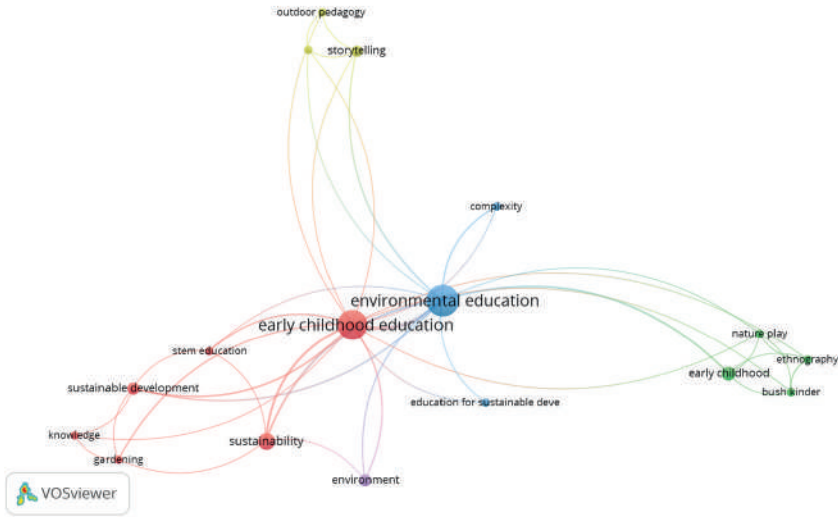 outdoor pedagogy
storytelling
complexity
environmental education
early childhood education
nature play
stem education
ethnography
early childhood
sustainable development
bush kinder
education for sustainable deve
knowledge
sustainability
gardening
environment
VOSviewer